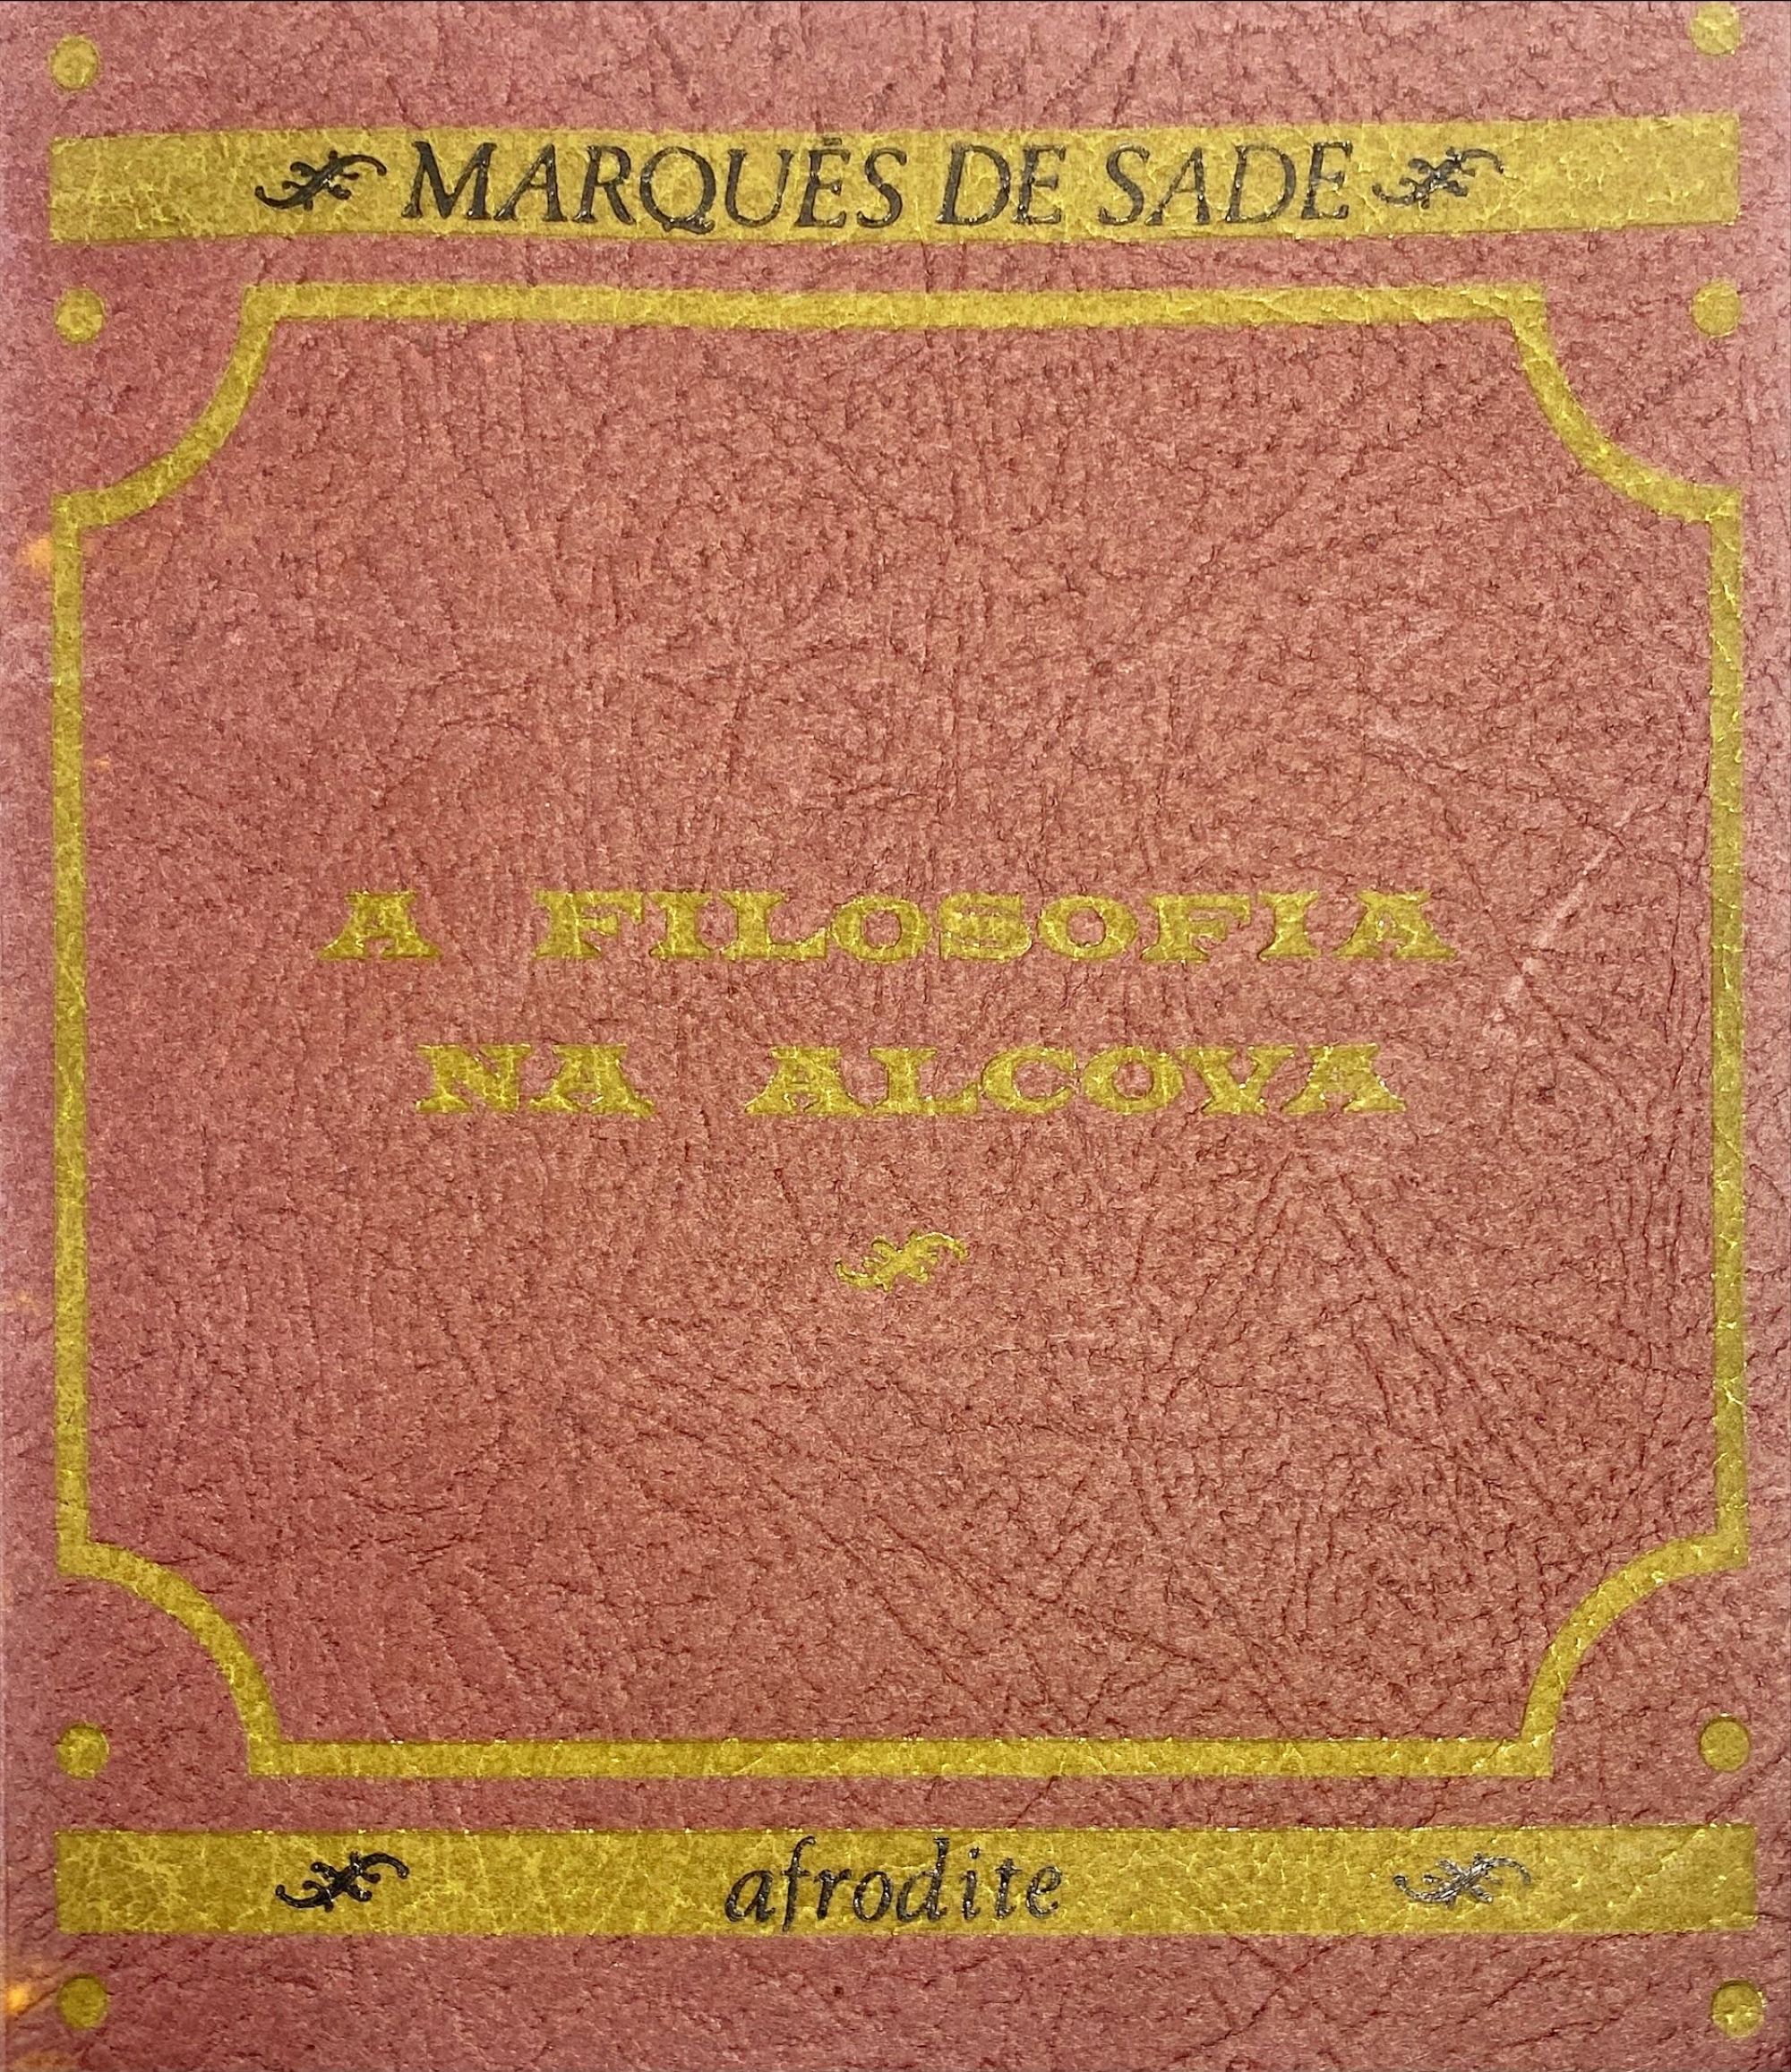 MARQUÊS DE SADE
A FILOSOFIA
NA ALCOVA
afrodite